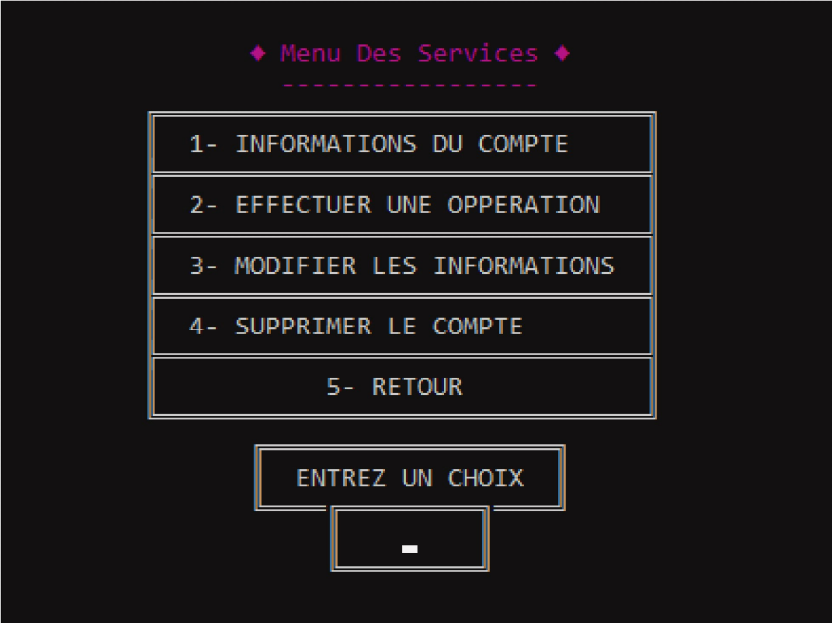 ♦ Menu Des Services ♦
-----------------
1- INFORMATIONS DU COMPTE
2- EFFECTUER UNE OPPERATION
3- MODIFIER LES INFORMATIONS
4- SUPPRIMER LE COMPTE
5- RETOUR
ENTREZ UN CHOIX